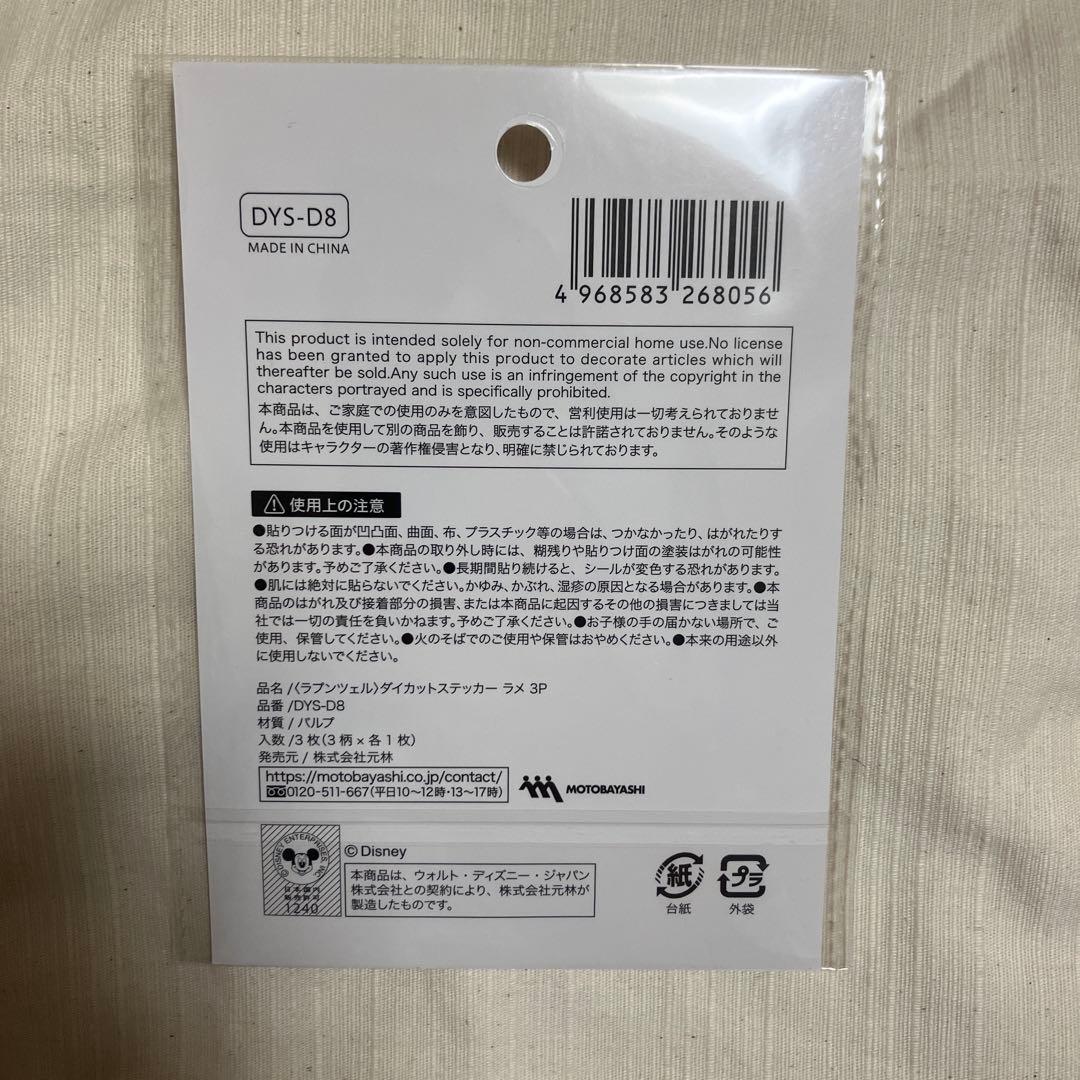 DYS-D8
MADE IN CHINA
4 968583 268056
This product is intended solely for non-commercial home use.No license
has been granted to apply this product to decorate articles which will
thereafter be sold.Any such use is an infringement of the copyright in the
characters portrayed and is specifically prohibited.
本商品は、ご家庭での使用のみを意図したもので、営利使用は一切考えられておりませ
ん。本商品を使用して別の商品を飾り、販売することは許諾されておりません。そのような
使用はキャラクターの著作権侵害となり、明確に禁じられております。
使用上の注意
●貼りつける面が凹凸面、曲面、布、プラスチック等の場合は、つかなかったり、はがれたりす
る恐れがあります。●本商品の取り外し時には、糊残りや貼りつけ面の塗装はがれの可能性
があります。予めご了承ください。●長期間貼り続けると、シールが変色する恐れがあります。
●肌には絶対に貼らないでください。かゆみ、かぶれ、湿疹の原因となる場合があります。●本
商品のはがれ及び接着部分の損害、または本商品に起因するその他の損害につきましては当
社では一切の責任を負いかねます。予めご了承ください。●お子様の手の届かない場所で、ご
使用、保管してください。●火のそばでのご使用や保管はおやめください。●本来の用途以外
に使用しないでください。
品名 /〈ラプンツェル〉ダイカットステッカー ラメ 3P
品番 /DYS-D8
材質 / パルプ
入数 /3 枚(3 柄 × 各 1 枚)
発売元 / 株式会社元林
https://motobayashi.co.jp/contact/
0120-511-667(平日10〜12時・13〜17時)
MOTOBAYASHI
©DISNEY ENTERPRISES, INC.
日本国内
販売許可
1240
©Disney
本商品は、ウォルト・ディズニー・ジャパン
株式会社との契約により、株式会社元林が
製造したものです。
紙
台紙
プラ
外袋